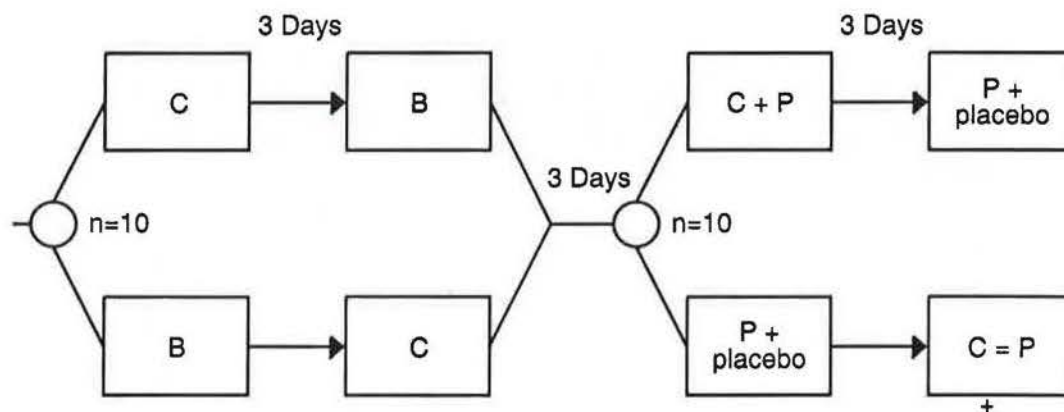 3 Days
3 Days
C
B
C + P
P +
placebo
3 Days
n=10
n=10
B
C
P +
placebo
C = P
+